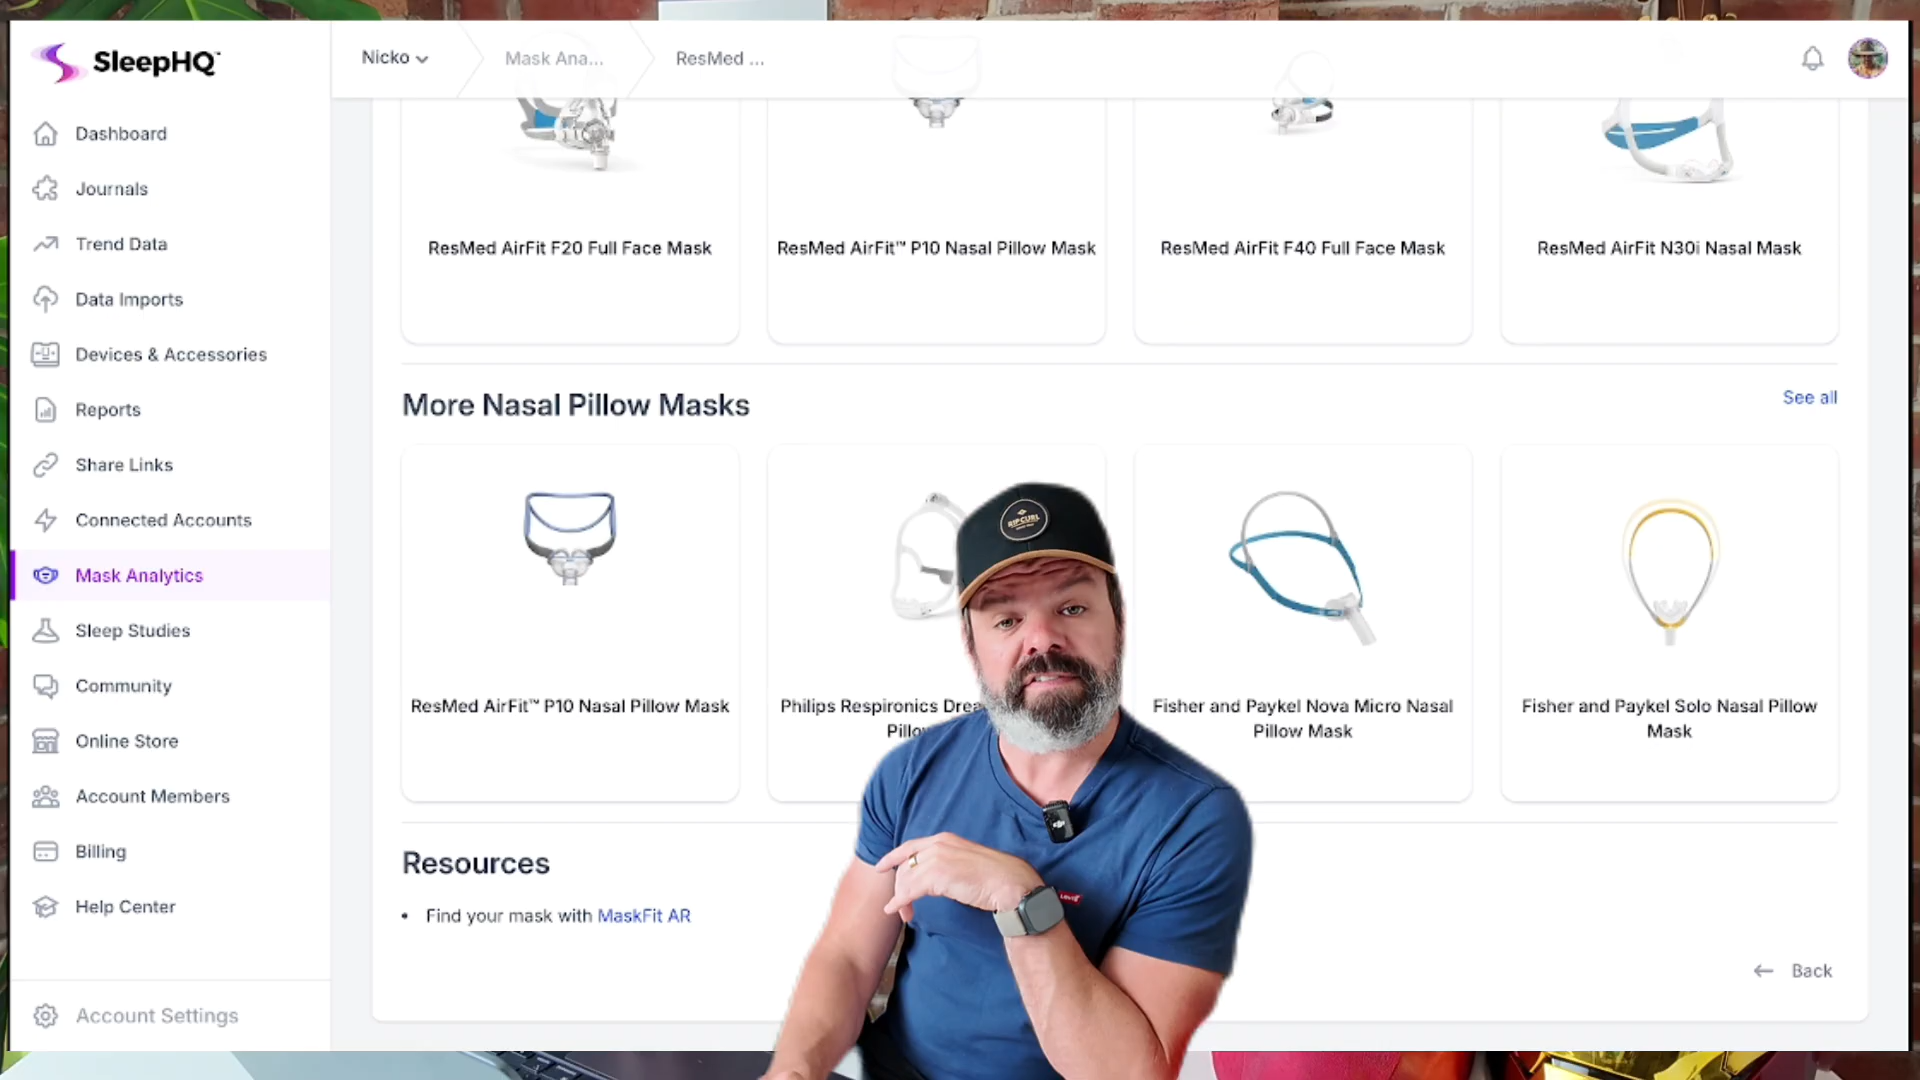 SleepHQ™
Nicko
Mask Ana...
ResMed ...
Dashboard
Journals
Trend Data
Data Imports
Devices & Accessories
Reports
Share Links
Connected Accounts
Mask Analytics
Sleep Studies
Community
Online Store
Account Members
Billing
Help Center
Account Settings
ResMed AirFit F20 Full Face Mask
ResMed AirFit™ P10 Nasal Pillow Mask
ResMed AirFit F40 Full Face Mask
ResMed AirFit N30i Nasal Mask
More Nasal Pillow Masks
See all
ResMed AirFit™ P10 Nasal Pillow Mask
Philips Respironics
Fisher and Paykel Nova Micro Nasal
Pillow Mask
Fisher and Paykel Solo Nasal Pillow
Mask
RIP CURL
Resources
• Find your mask with MaskFit AR
← Back